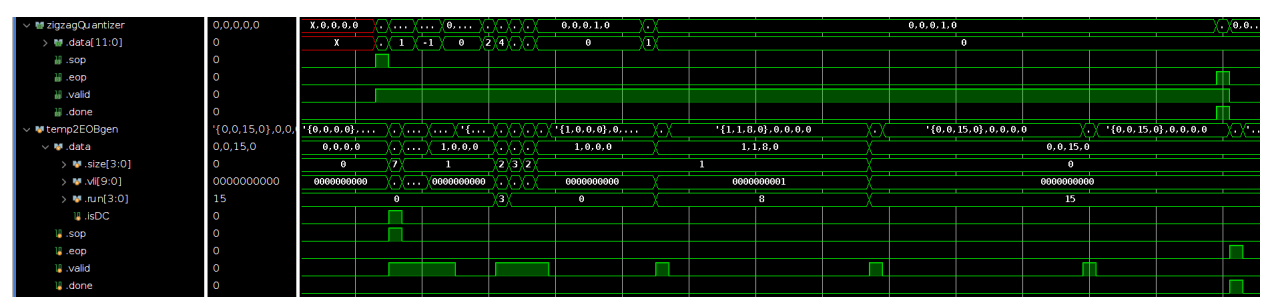 zigzagQuantizer 0,0,0,0,0 X,0,0,0,0 . ... ... 0,... . . . . 0,0,0,1,0 . . 0,0,0,1,0 . 0,0..
.data[11:0] 0 X . 1 -1 0 2 4 . . 0 1 0
.sop 0
.eop 0
.valid 0
.done 0
temp2EOBgen '{0,0,15,0},0,0, '{0,0,0,0},... . ... ... '{... . . . . '{1,0,0,0},0,... . '{1,1,8,0},0,0,0,0 . '{0,0,15,0},0,0,0,0 . '{0,0,15,0},0,0,0,0 . '..
.data 0,0,15,0 0,0,0,0 . ... 1,0,0,0 . . . 1,0,0,0 1,1,8,0 0,0,15,0
.size[3:0] 0 0 7 1 2 3 2 1 0
.vli[9:0] 0000000000 0000000000 . ... 0000000000 . . . 0000000000 0000000001 0000000000
.run[3:0] 15 0 3 0 8 15
.isDC 0
.sop 0
.eop 0
.valid 0
.done 0